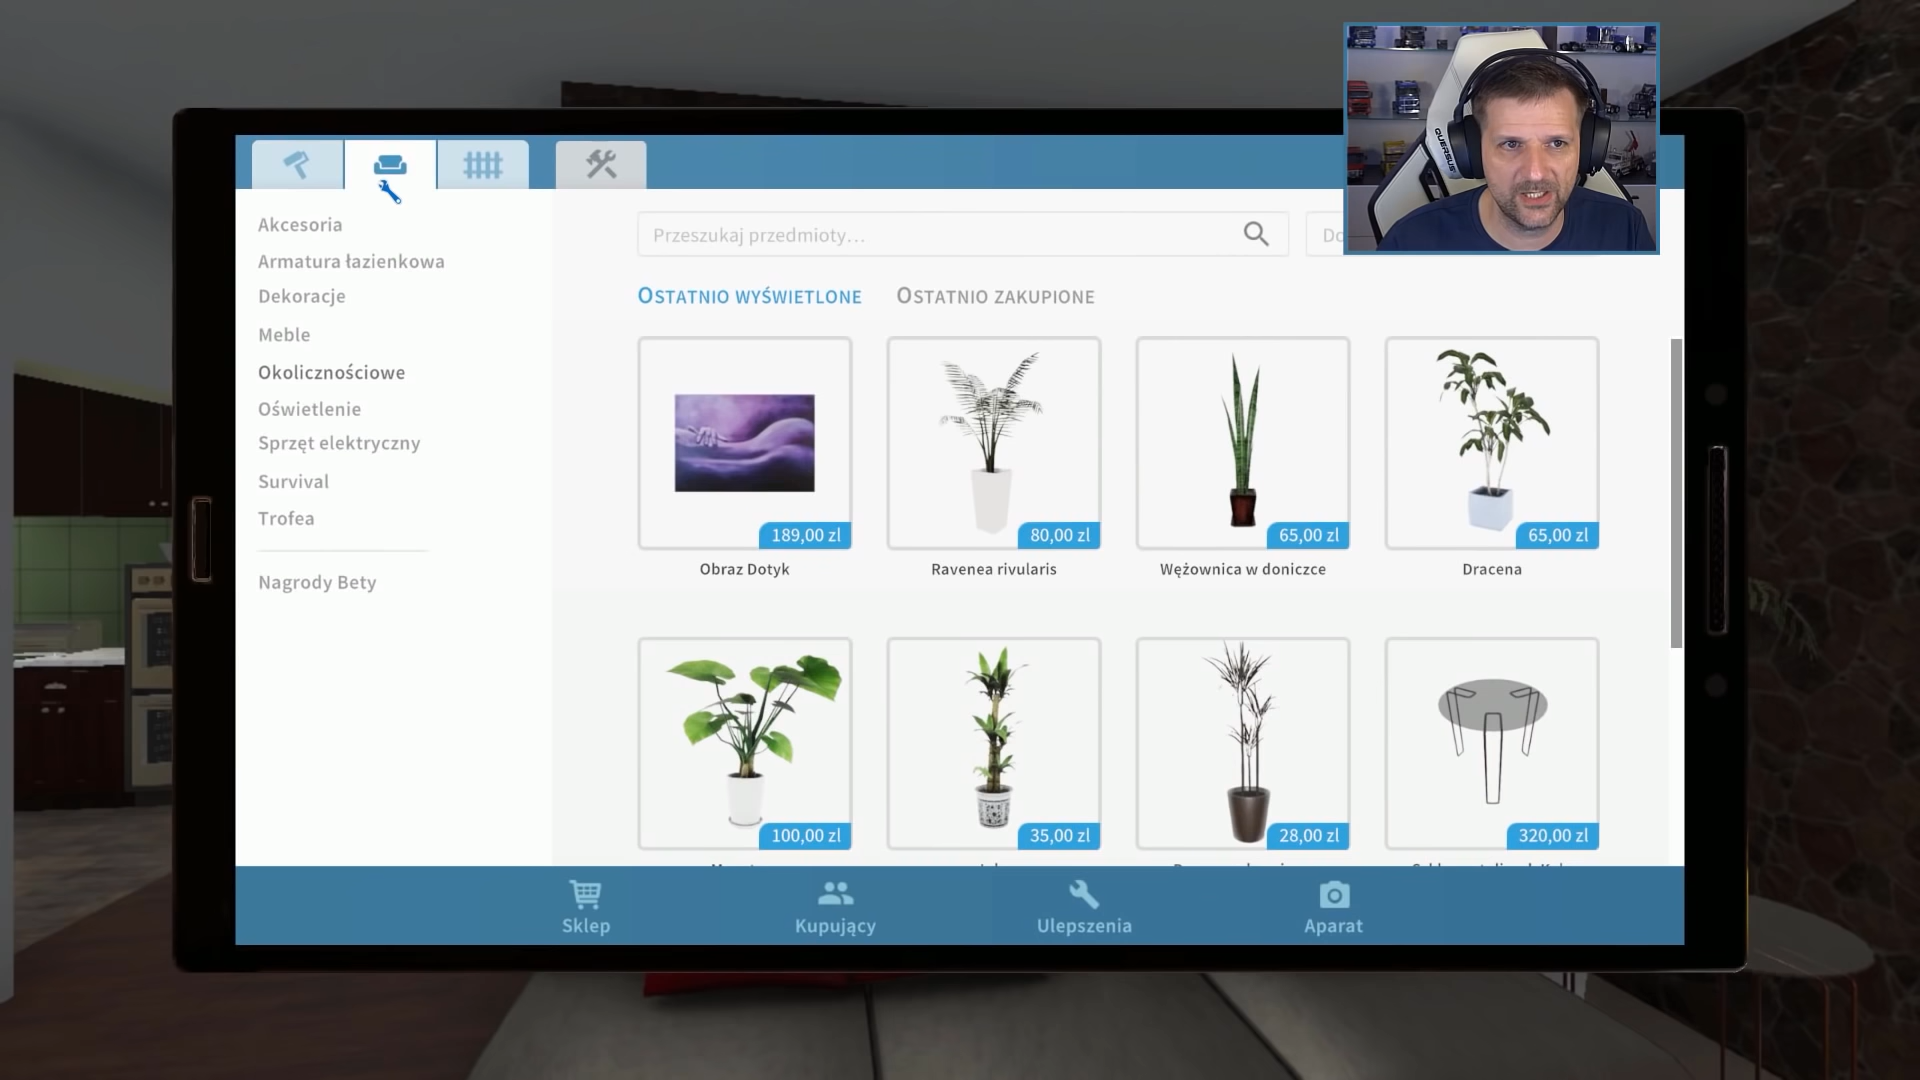 Akcesoria
Armatura łazienkowa
Dekoracje
Meble
Okolicznościowe
Oświetlenie
Sprzęt elektryczny
Survival
Trofea
Nagrody Bety
Przeszukaj przedmioty...
OSTATNIO WYŚWIETLONE
OSTATNIO ZAKUPIONE
189,00 zl
80,00 zl
65,00 zl
65,00 zl
Obraz Dotyk
Ravenea rivularis
Wężownica w doniczce
Dracena
100,00 zl
35,00 zl
28,00 zl
320,00 zl
Sklep
Kupujący
Ulepszenia
Aparat
QUERSUS